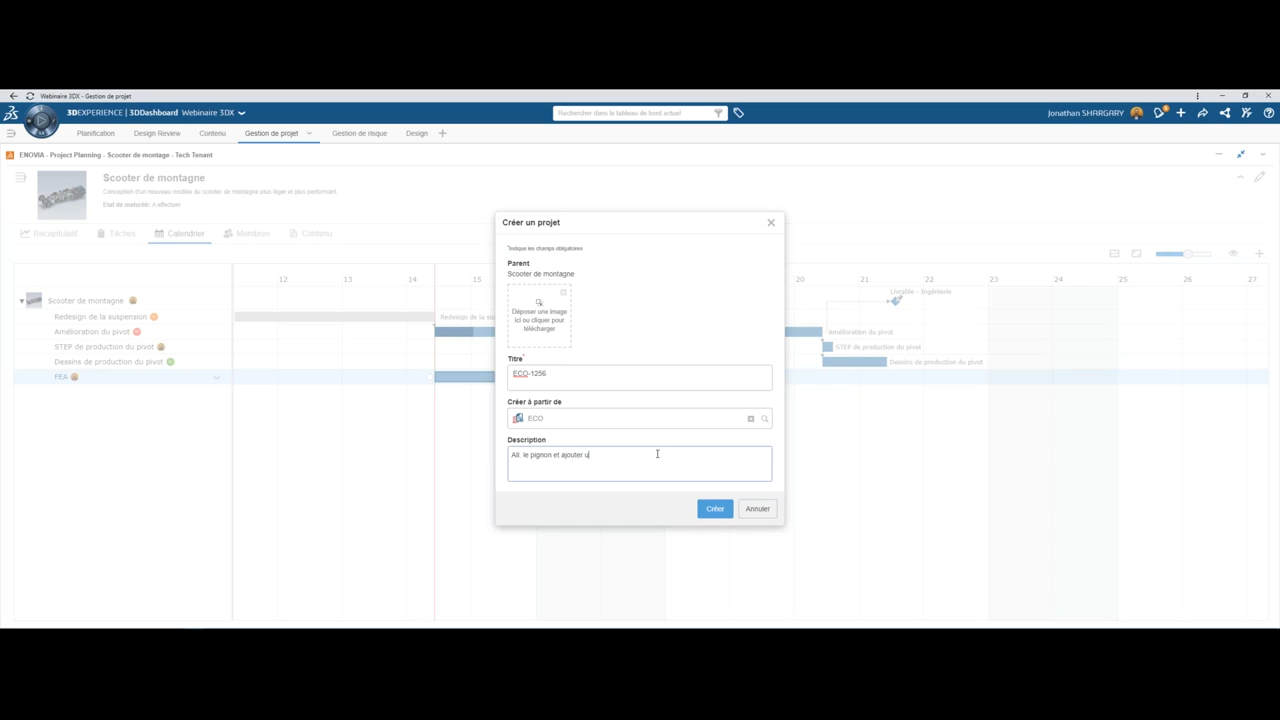 Webinaire 3DX - Gestion de projet
3DEXPERIENCE | 3DDashboard Webinaire 3DX
Rechercher dans le tableau de bord actuel
Jonathan SHARGARY
Planification
Design Review
Contenu
Gestion de projet
Gestion de risque
Design
ENOVIA - Project Planning - Scooter de montage - Tech Tenant
Scooter de montagne
Conception d'un nouveau modèle du scooter de montagne plus léger et plus performant.
Etat de maturité: A effectuer
Récapitulatif
Tâches
Calendrier
Membres
Contenu
12 13 14 15 20 21 22 23 24 25 26 27
Scooter de montagne
Livrable - Ingénierie
Redesign de la suspension
Redesign de la su
Amélioration du pivot
Amélioration du pivot
STEP de production du pivot
STEP de production du pivot
Dessins de production du pivot
Dessins de production du pivot
FEA
Créer un projet
*Indique les champs obligatoires
Parent
Scooter de montagne
Déposer une image
ici ou cliquer pour
télécharger
Titre*
ECO-1256
Créer à partir de
ECO
Description
All. le pignon et ajouter u
Créer
Annuler